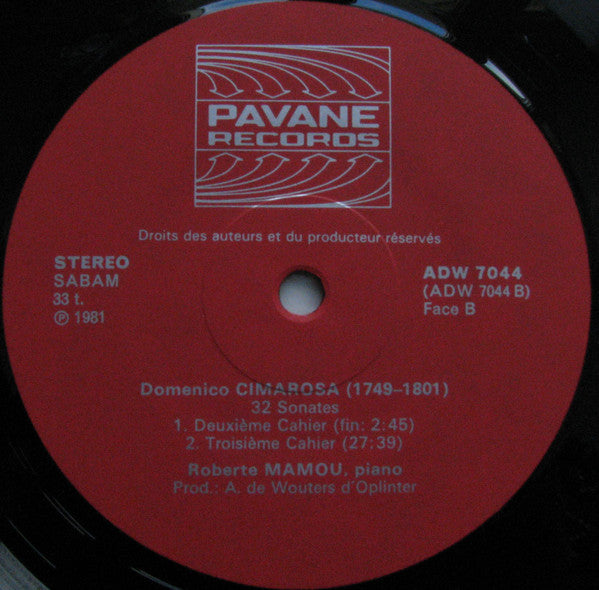 PAVANE
RECORDS
Droits des auteurs et du producteur réservés
STEREO
SABAM
33 t.
℗ 1981
ADW 7044
(ADW 7044 B)
Face B
Domenico CIMAROSA (1749–1801)
32 Sonates
1. Deuxième Cahier (fin: 2:45)
2. Troisième Cahier (27:39)
Roberte MAMOU, piano
Prod.: A. de Wouters d'Oplinter